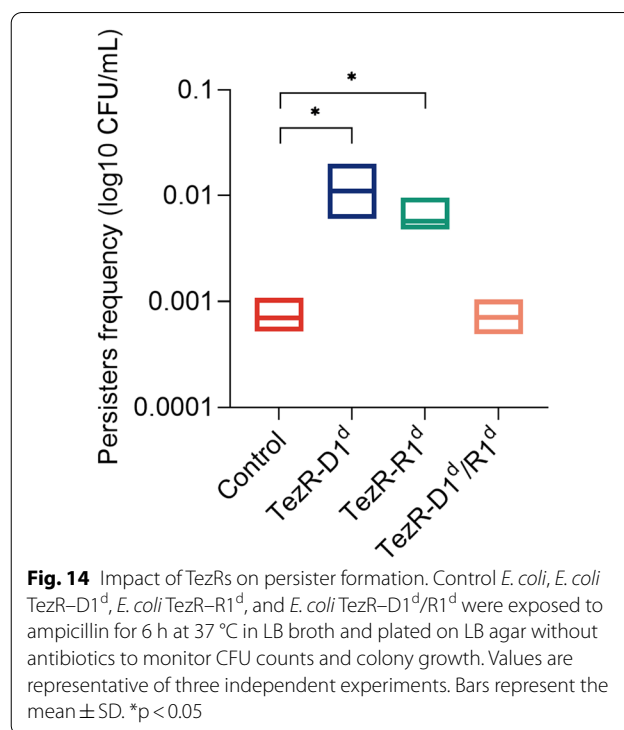 Persisters frequency (log10 CFU/mL)
0.1
0.01
0.001
0.0001
*
*
Control
TezR-D1ᵈ
TezR-R1ᵈ
TezR-D1ᵈ/R1ᵈ
Fig. 14 Impact of TezRs on persister formation. Control E. coli, E. coli
TezR–D1ᵈ, E. coli TezR–R1ᵈ, and E. coli TezR–D1ᵈ/R1ᵈ were exposed to
ampicillin for 6 h at 37 °C in LB broth and plated on LB agar without
antibiotics to monitor CFU counts and colony growth. Values are
representative of three independent experiments. Bars represent the
mean ± SD. *p < 0.05